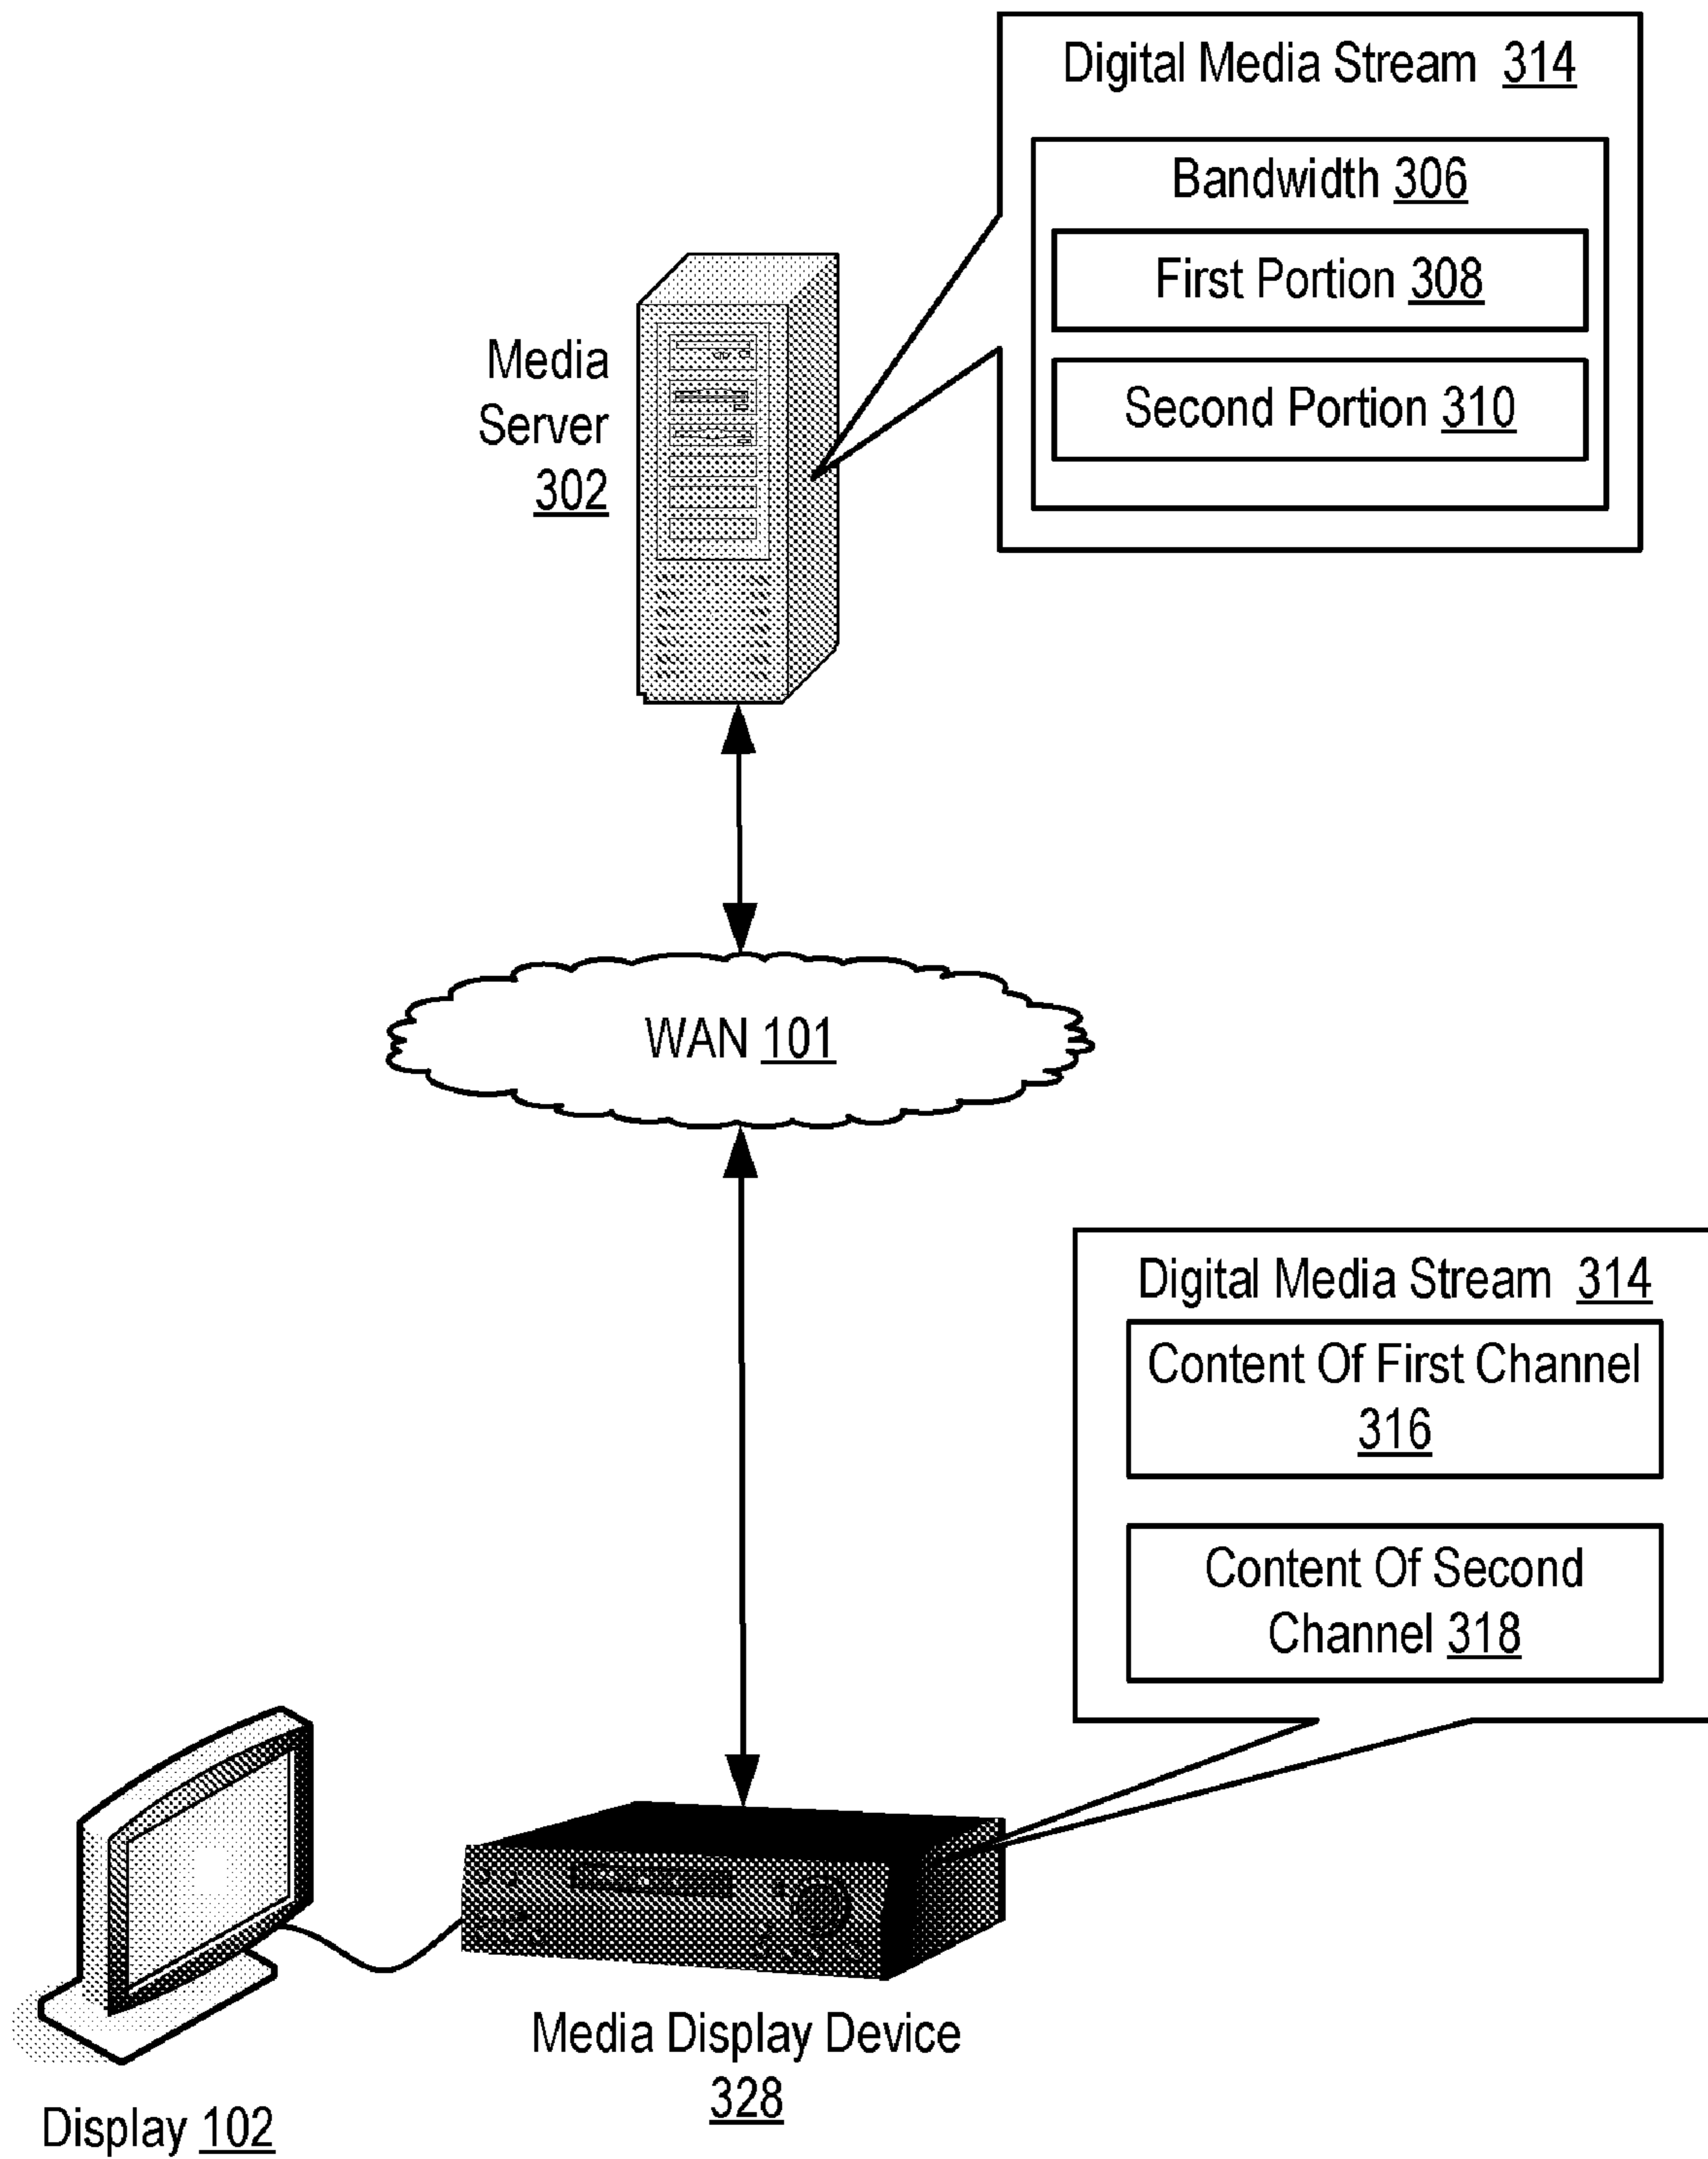 Digital Media Stream 314
Bandwidth 306
First Portion 308
Second Portion 310
Media
Server
302
WAN 101
Digital Media Stream 314
Content Of First Channel
316
Content Of Second
Channel 318
Media Display Device
328
Display 102